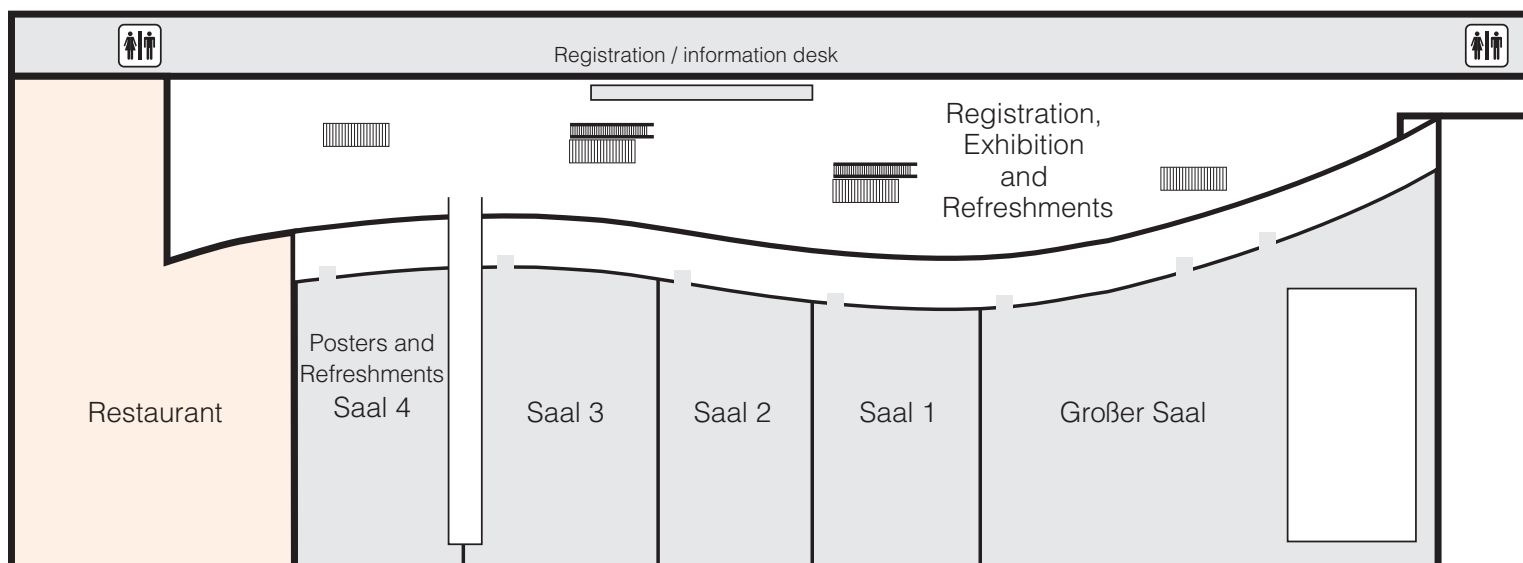 Registration / information desk
Registration,
Exhibition
and
Refreshments
Posters and
Refreshments
Saal 4
Restaurant
Saal 3
Saal 2
Saal 1
Großer Saal